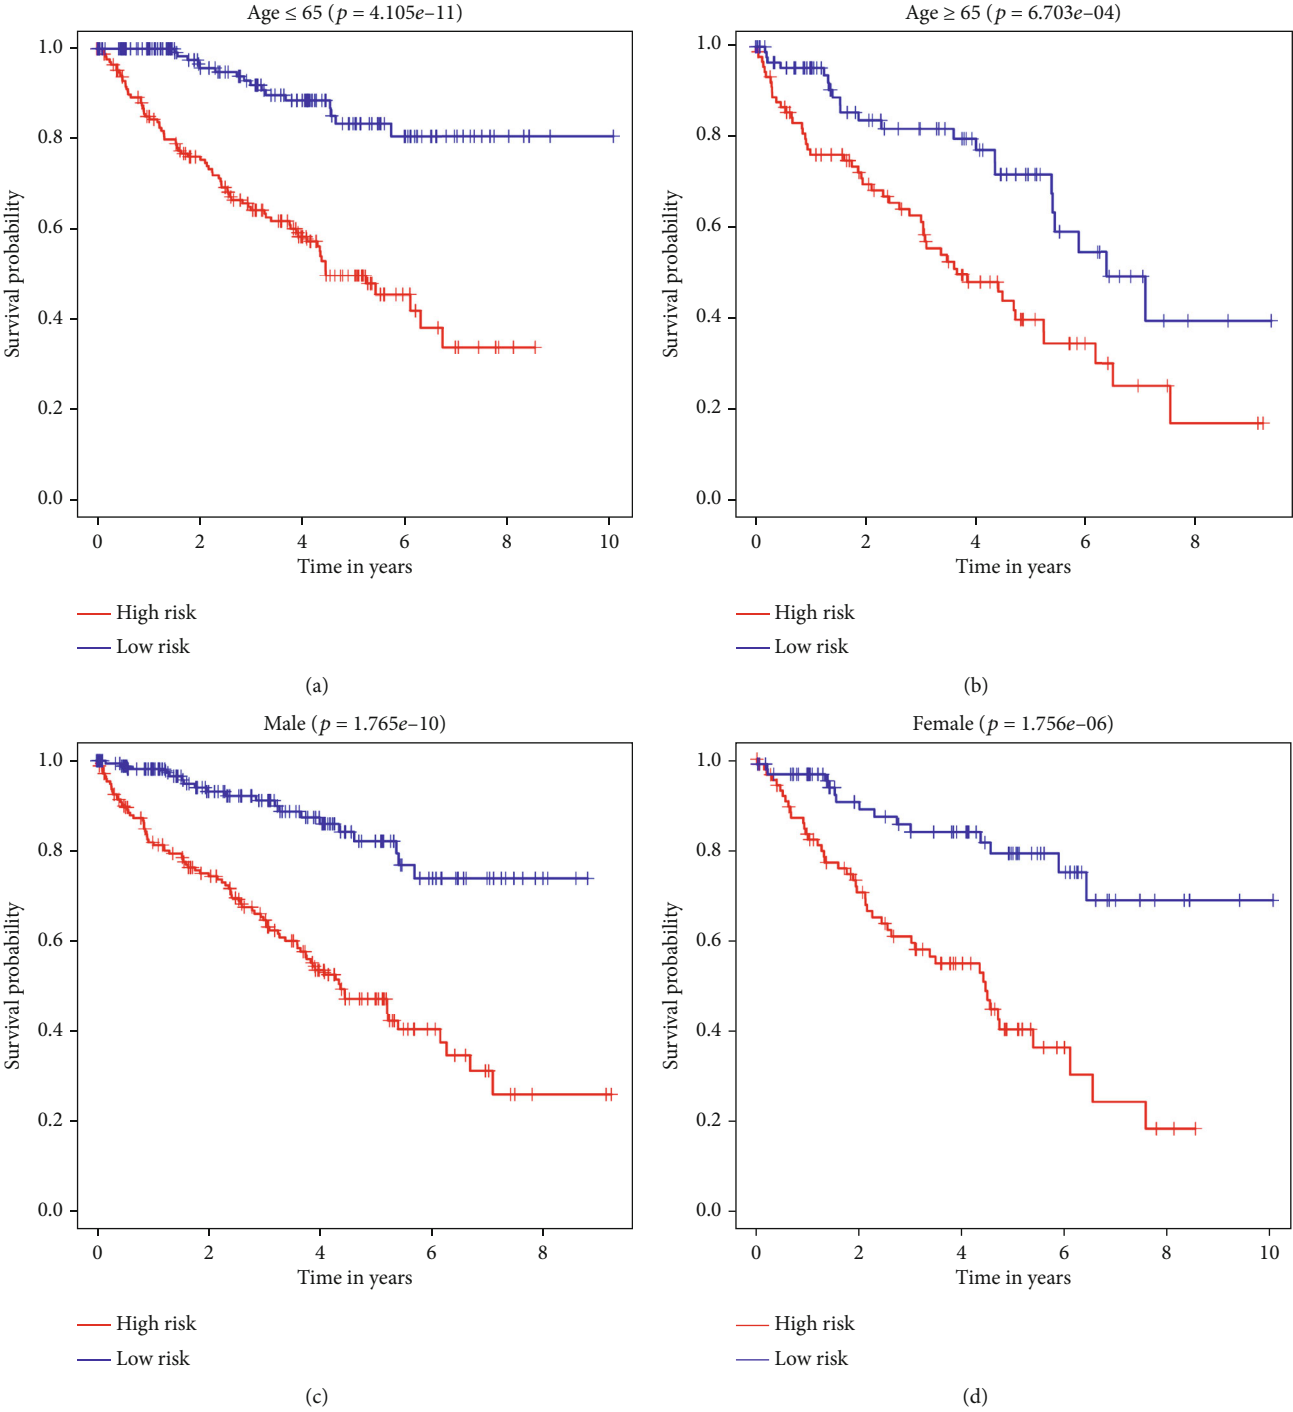 Age ≤ 65 (p = 4.105e–11)
Survival probability
1.0
0.8
0.6
0.4
0.2
0.0
0 2 4 6 8 10
Time in years
High risk
Low risk
(a)
Age ≥ 65 (p = 6.703e–04)
Survival probability
1.0
0.8
0.6
0.4
0.2
0.0
0 2 4 6 8
Time in years
High risk
Low risk
(b)
Male (p = 1.765e–10)
Survival probability
1.0
0.8
0.6
0.4
0.2
0.0
0 2 4 6 8
Time in years
High risk
Low risk
(c)
Female (p = 1.756e–06)
Survival probability
1.0
0.8
0.6
0.4
0.2
0.0
0 2 4 6 8 10
Time in years
High risk
Low risk
(d)